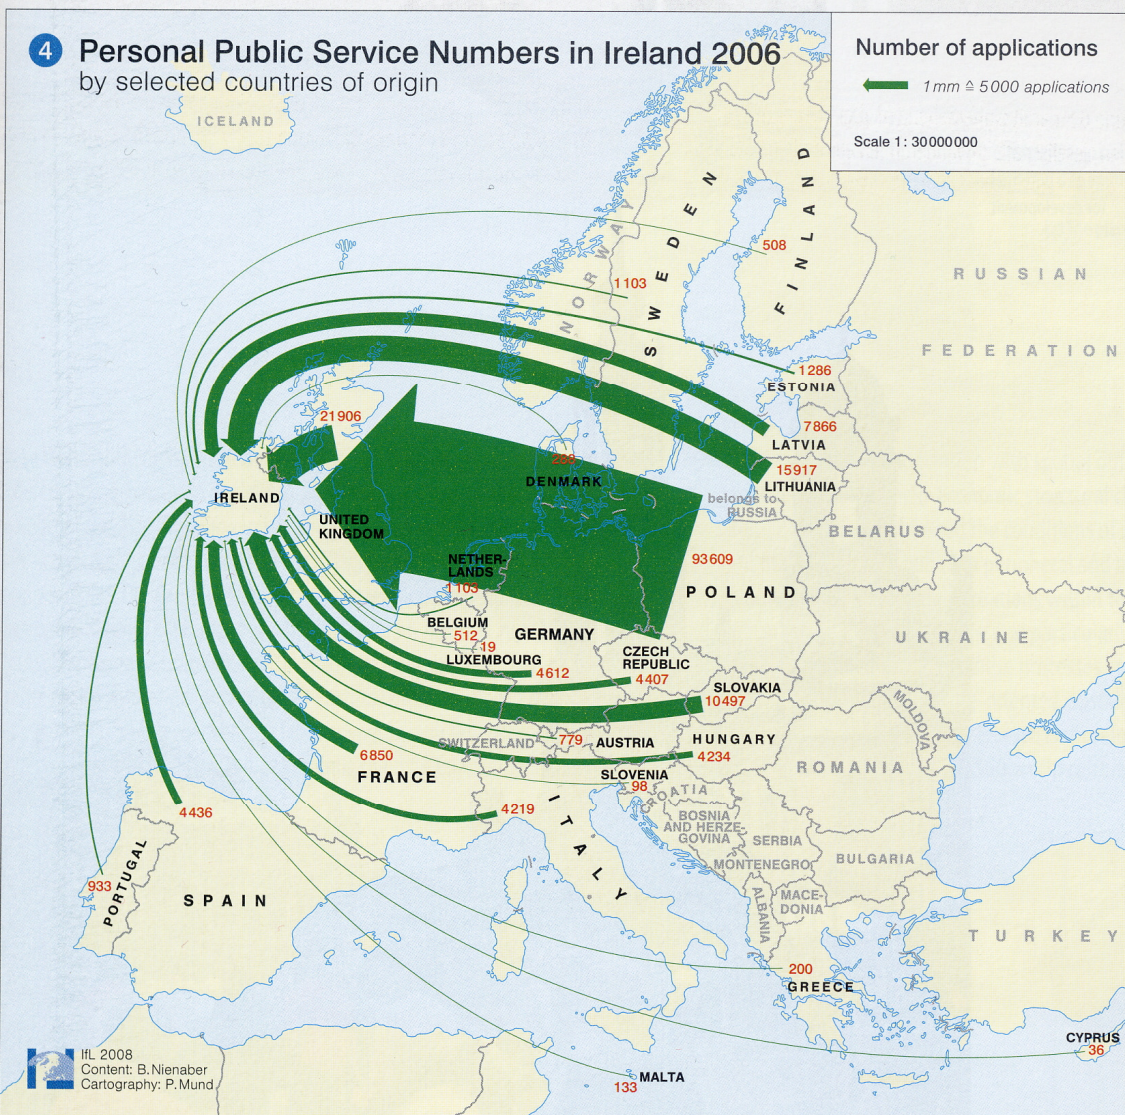 4 Personal Public Service Numbers in Ireland 2006
by selected countries of origin
Number of applications
1 mm ≙ 5 000 applications
Scale 1 : 30 000 000
ICELAND
NORWAY
SWEDEN
FINLAND
RUSSIAN
FEDERATION
508
1103
1286
ESTONIA
7866
LATVIA
15917
LITHUANIA
belongs to
RUSSIA
BELARUS
21906
IRELAND
UNITED
KINGDOM
DENMARK
NETHER-
LANDS
1103
93609
POLAND
BELGIUM
512
19
LUXEMBOURG
GERMANY
4612
CZECH
REPUBLIC
4407
SLOVAKIA
10497
UKRAINE
MOLDOVA
SWITZERLAND
779
AUSTRIA
HUNGARY
4234
ROMANIA
6850
FRANCE
SLOVENIA
98
CROATIA
BOSNIA
AND HERZE-
GOVINA
SERBIA
MONTENEGRO
BULGARIA
4436
4219
ITALY
ALBANIA
MACE-
DONIA
933
PORTUGAL
SPAIN
TURKEY
200
GREECE
CYPRUS
36
MALTA
133
IfL 2008
Content: B. Nienaber
Cartography: P. Mund